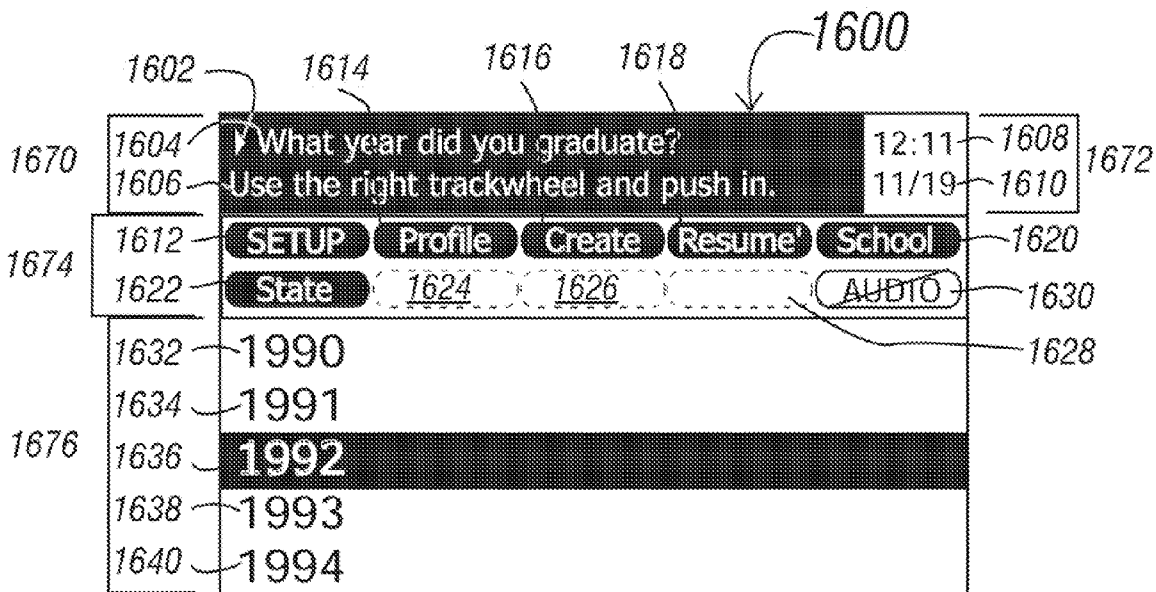 1600
1602 1614 1616 1618
1670 1604 What year did you graduate? 12:11 1608 1672
1606 Use the right trackwheel and push in. 11/19 1610
1674 1612 SETUP Profile Create Resume' School 1620
1622 State 1624 1626 AUDIO 1630
1632 1990 1628
1634 1991
1676 1636 1992
1638 1993
1640 1994